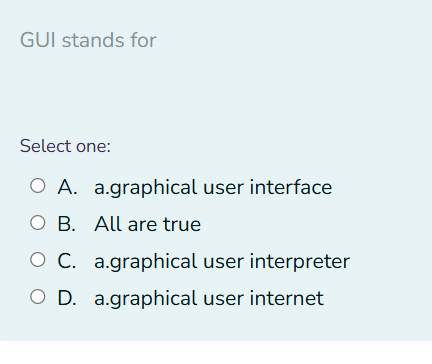 GUI stands for
Select one:
A. a.graphical user interface
B. All are true
C. a.graphical user interpreter
D. a.graphical user internet